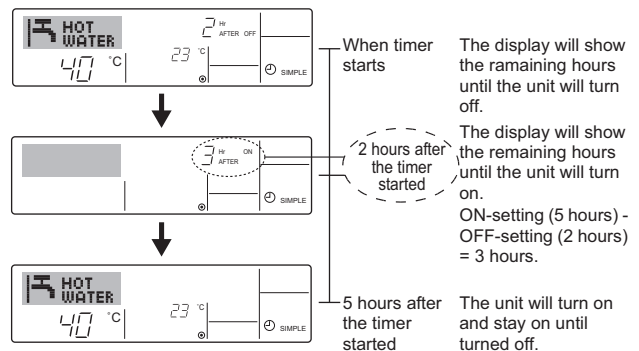 HOT
WATER
40 °C
2 Hr
AFTER OFF
23 °C
SIMPLE
When timer
starts
The display will show
the ramaining hours
until the unit will turn
off.
3 Hr ON
AFTER
SIMPLE
2 hours after
the timer
started
The display will show
the remaining hours
until the unit will turn
on.
ON-setting (5 hours) -
OFF-setting (2 hours)
= 3 hours.
HOT
WATER
40 °C
23 °C
SIMPLE
5 hours after
the timer
started
The unit will turn on
and stay on until
turned off.